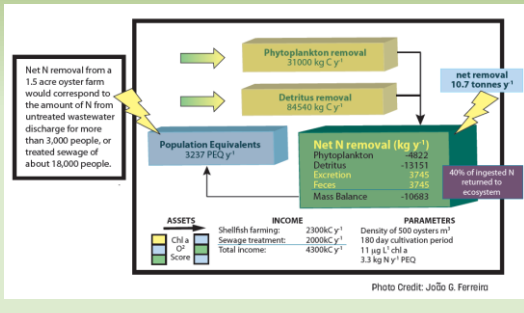 Net N removal from a
1.5 acre oyster farm
would correspond to
the amount of N from
untreated wastewater
discharge for more
than 3,000 people, or
treated sewage of
about 18,000 people.
Phytoplankton removal
31000 kg C y⁻¹
Detritus removal
84540 kg C y⁻¹
net removal
10.7 tonnes y⁻¹
Population Equivalents
3237 PEQ y⁻¹
Net N removal (kg y⁻¹)
Phytoplankton -4822
Detritus -13151
Excretion 3745
Feces 3745
Mass Balance -10683
40% of ingested N
returned to
ecosystem
ASSETS
Chl a
O²
Score
INCOME
Shellfish farming: 2300kC y⁻¹
Sewage treatment: 2000kC y⁻¹
Total income: 4300kC y⁻¹
PARAMETERS
Density of 500 oysters m²
180 day cultivation period
11 µg L⁻¹ chl a
3.3 kg N y⁻¹ PEQ
Photo Credit: João G. Ferreira